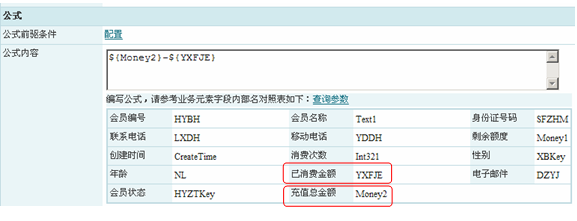 公式
公式前驱条件 配置
公式内容 ${Money2}-${YXFJE}
编写公式，请参考业务元素字段内部名对照表如下：查询参数
会员编号 HYBH 会员名称 Text1 身份证号码 SFZHM
联系电话 LXDH 移动电话 YDDH 剩余额度 Money1
创建时间 CreateTime 消费次数 Int321 性别 XBKey
年龄 NL 已消费金额 YXFJE 电子邮件 DZYJ
会员状态 HYZTKey 充值总金额 Money2